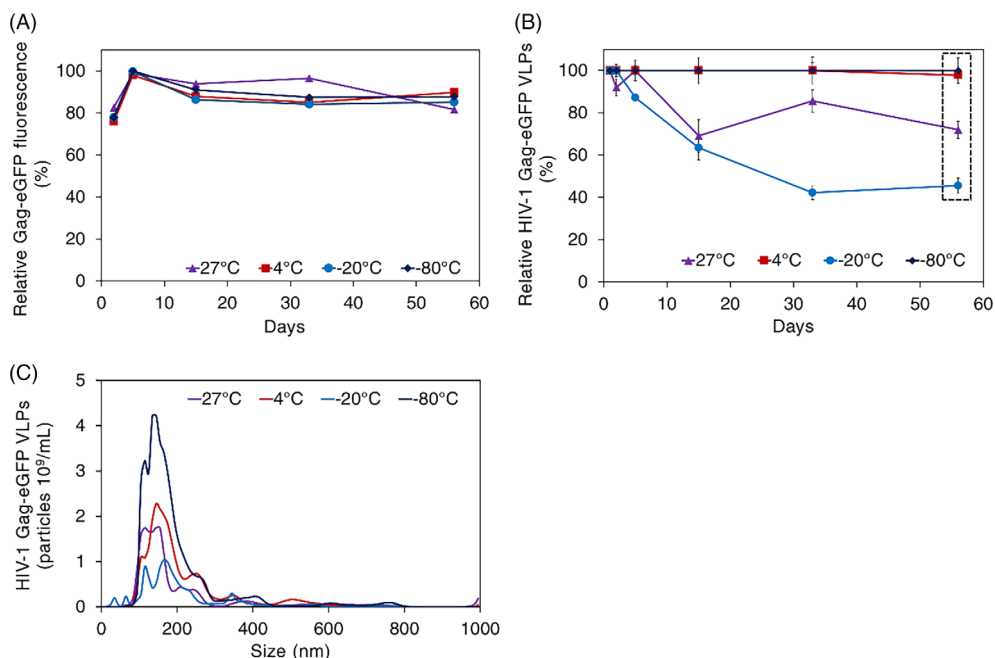 (A)
Relative Gag-eGFP fluorescence
(%)
100
80
60
40
20
0
27°C 4°C -20°C -80°C
0 10 20 30 40 50 60
Days
(B)
Relative HIV-1 Gag-eGFP VLPs
(%)
100
80
60
40
20
0
27°C 4°C -20°C -80°C
0 10 20 30 40 50 60
Days
(C)
HIV-1 Gag-eGFP VLPs
(particles 10⁹/mL)
5
4
3
2
1
0
27°C 4°C -20°C -80°C
0 200 400 600 800 1000
Size (nm)